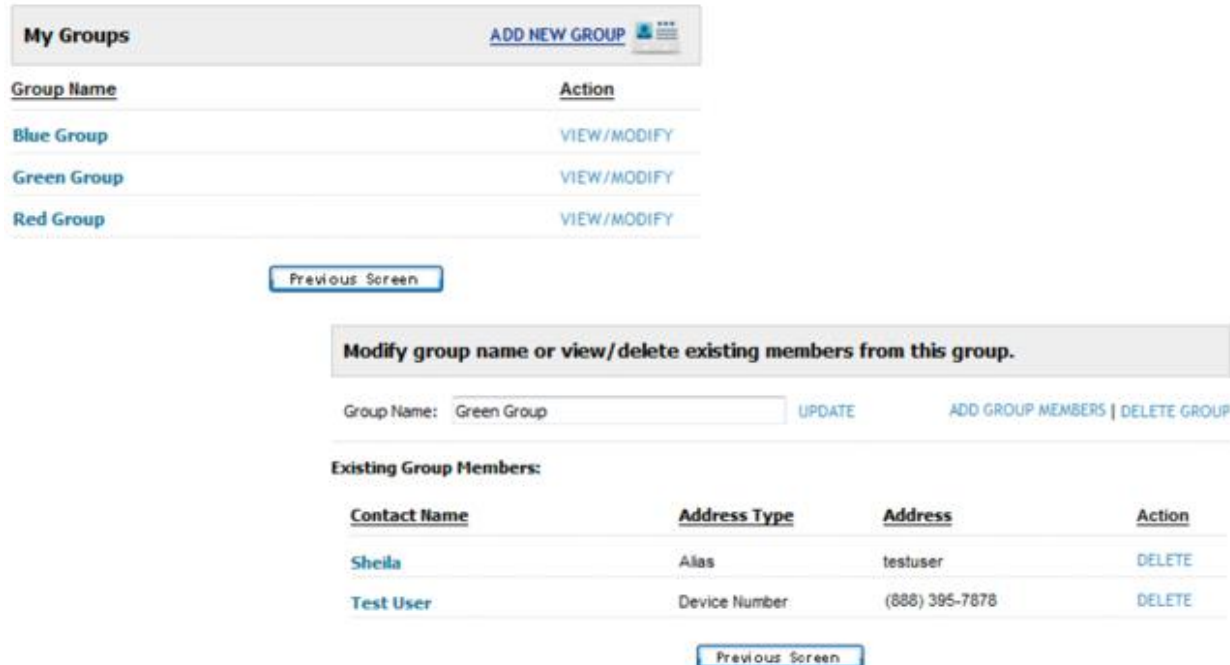 My Groups ADD NEW GROUP
Group Name Action
Blue Group VIEW/MODIFY
Green Group VIEW/MODIFY
Red Group VIEW/MODIFY
Previous Screen
Modify group name or view/delete existing members from this group.
Group Name: Green Group UPDATE ADD GROUP MEMBERS | DELETE GROUP
Existing Group Members:
Contact Name Address Type Address Action
Sheila Alias testuser DELETE
Test User Device Number (888) 395-7878 DELETE
Previous Screen